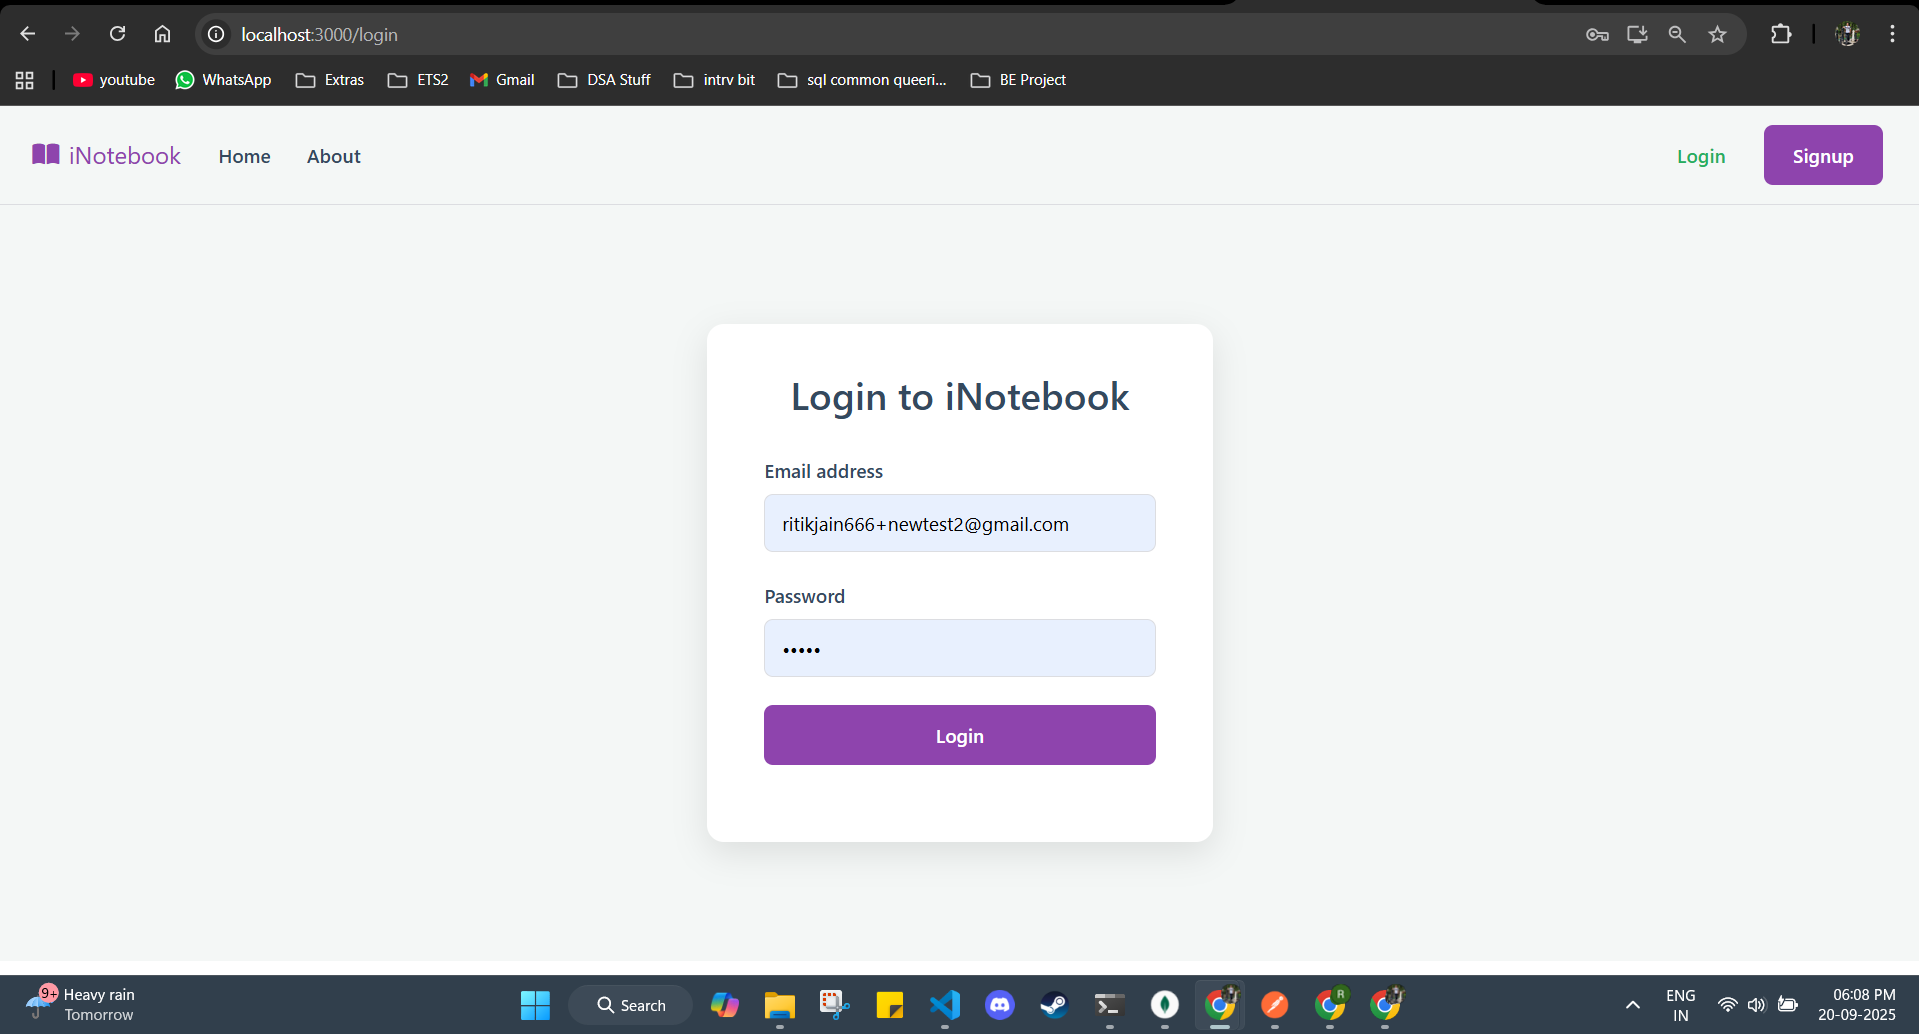 localhost:3000/login
youtube WhatsApp Extras ETS2 Gmail DSA Stuff intrv bit sql common queeri... BE Project
iNotebook Home About Login Signup
Login to iNotebook
Email address
ritikjain666+newtest2@gmail.com
Password
•••••
Login
9+ Heavy rain
Tomorrow
Search
R
ENG
IN
06:08 PM
20-09-2025